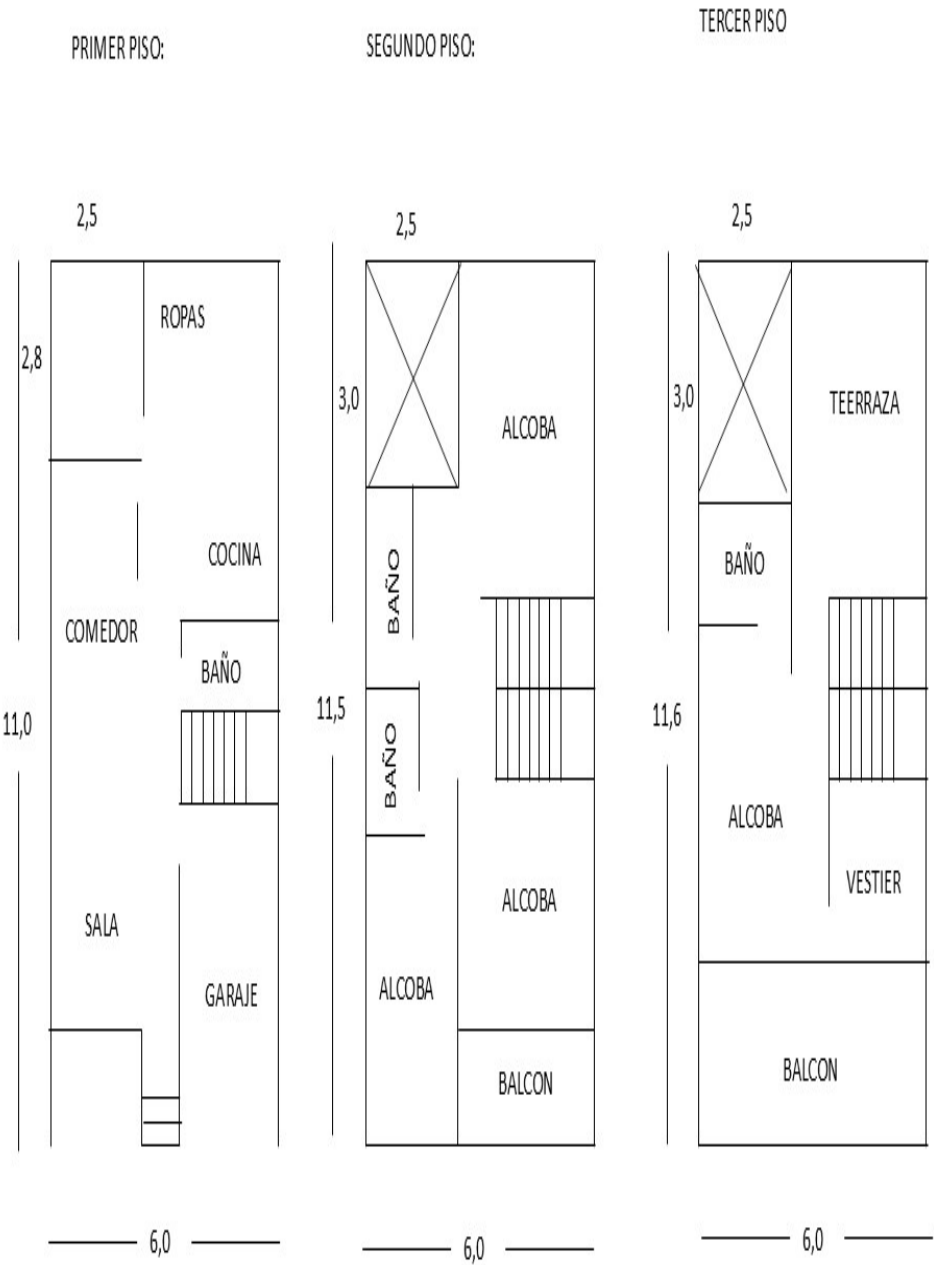 PRIMER PISO:
SEGUNDO PISO:
TERCER PISO
2,5
2,8
ROPAS
COCINA
COMEDOR
BAÑO
11,0
SALA
GARAJE
6,0
2,5
3,0
ALCOBA
BAÑO
BAÑO
11,5
ALCOBA
ALCOBA
BALCON
6,0
2,5
3,0
TEERRAZA
BAÑO
11,6
ALCOBA
VESTIER
BALCON
6,0